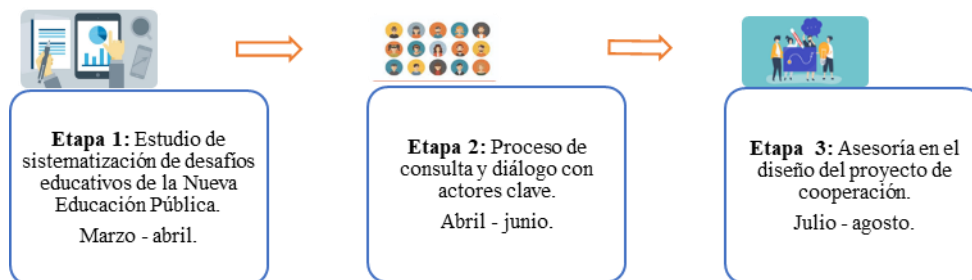 Etapa 1: Estudio de
sistematización de desafíos
educativos de la Nueva
Educación Pública.
Marzo - abril.
Etapa 2: Proceso de
consulta y diálogo con
actores clave.
Abril - junio.
Etapa 3: Asesoría en el
diseño del proyecto de
cooperación.
Julio - agosto.